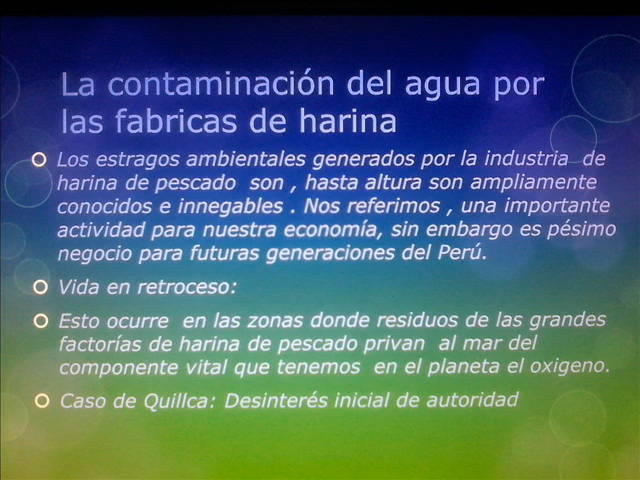 La contaminación del agua por
las fabricas de harina
Los estragos ambientales generados por la industria de
harina de pescado son , hasta altura son ampliamente
conocidos e innegables . Nos referimos , una importante
actividad para nuestra economía, sin embargo es pésimo
negocio para futuras generaciones del Perú.
Vida en retroceso:
Esto ocurre en las zonas donde residuos de las grandes
factorías de harina de pescado privan al mar del
componente vital que tenemos en el planeta el oxigeno.
Caso de Quillca: Desinterés inicial de autoridad